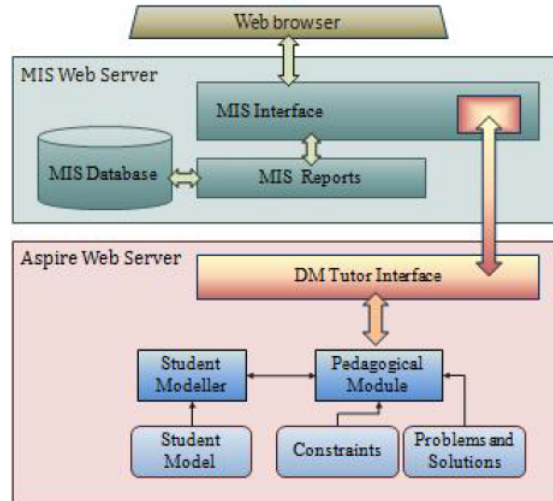 Web browser
MIS Web Server
MIS Interface
MIS Database
MIS Reports
Aspire Web Server
DM Tutor Interface
Student
Modeller
Pedagogical
Module
Student
Model
Constraints
Problems and
Solutions